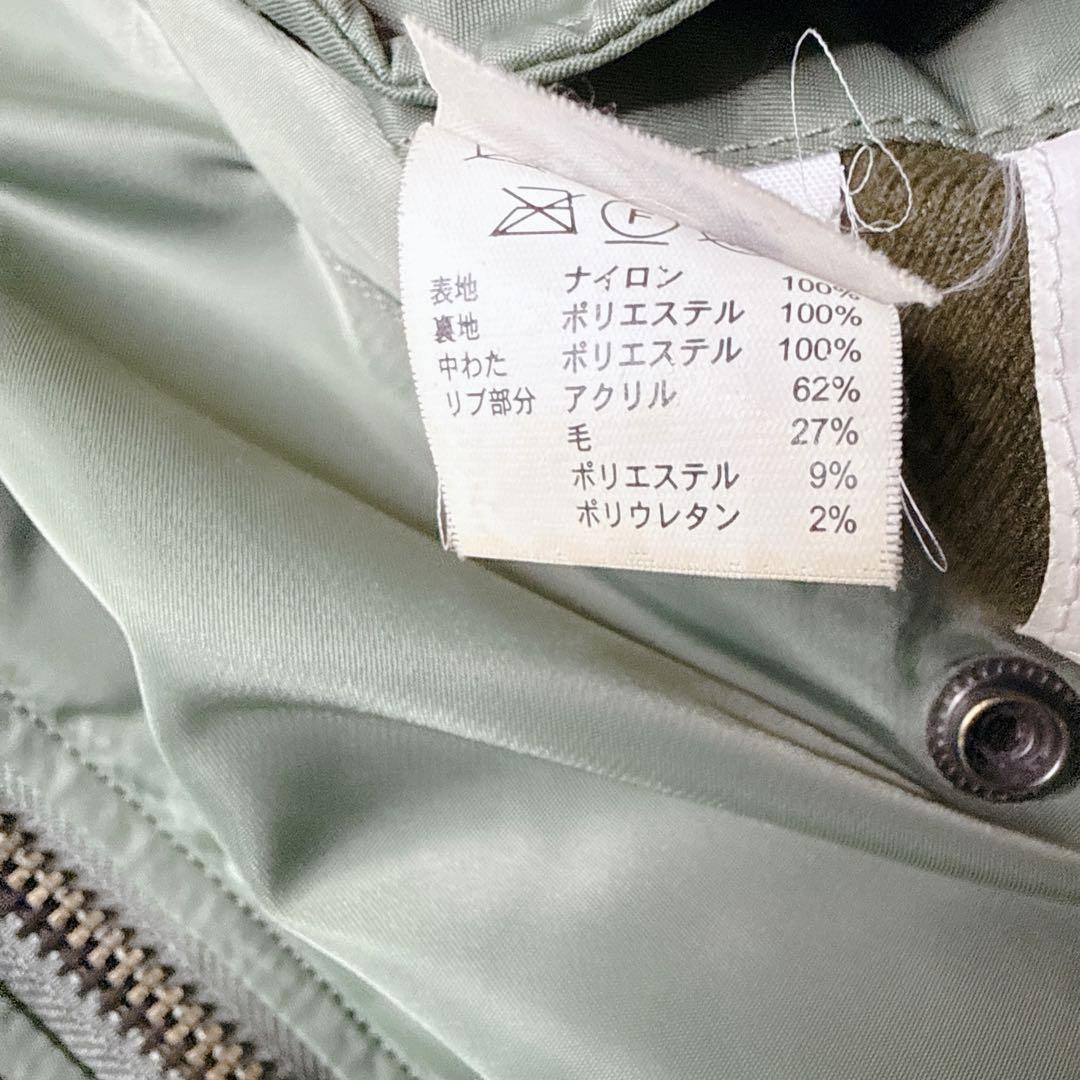 F
表地 ナイロン 100%
裏地 ポリエステル 100%
中わた ポリエステル 100%
リブ部分 アクリル 62%
毛 27%
ポリエステル 9%
ポリウレタン 2%